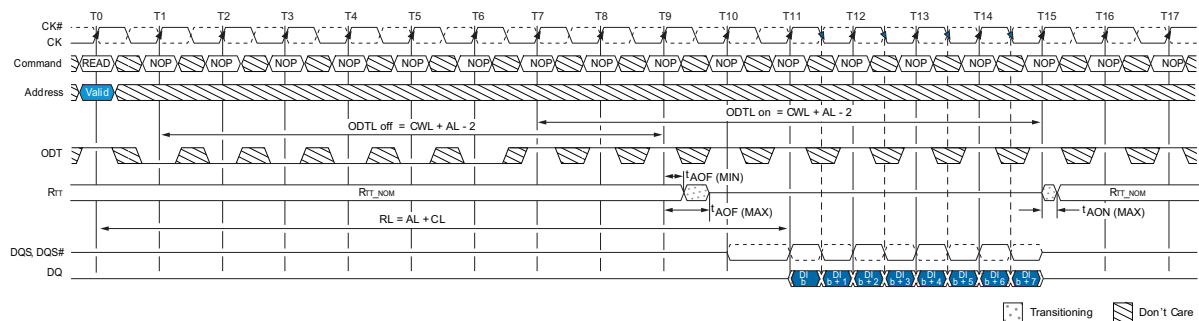 T0 T1 T2 T3 T4 T5 T6 T7 T8 T9 T10 T11 T12 T13 T14 T15 T16 T17
CK#
CK
Command READ NOP NOP NOP NOP NOP NOP NOP NOP NOP NOP NOP NOP NOP NOP NOP NOP NOP
Address Valid
ODTL off = CWL + AL - 2
ODTL on = CWL + AL - 2
ODT
tAOF (MIN)
RTT RTT_NOM RTT_NOM
tAOF (MAX) tAON (MAX)
RL = AL + CL
DQS, DQS#
DQ DI b DI b + 1 DI b + 2 DI b + 3 DI b + 4 DI b + 5 DI b + 6 DI b + 7
Transitioning Don't Care